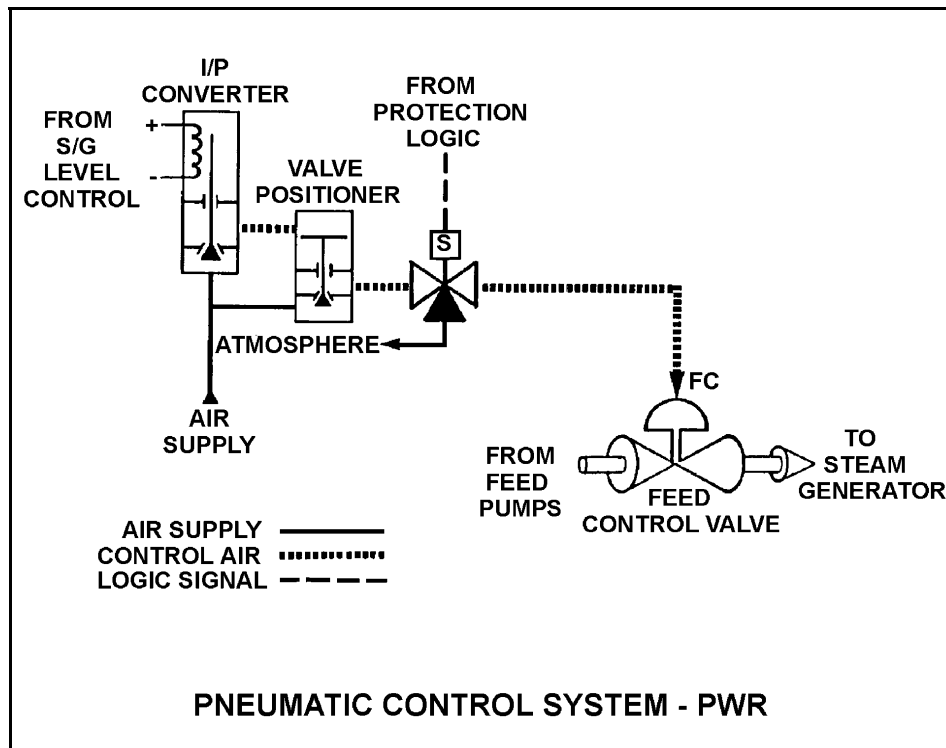 I/P
CONVERTER
FROM
S/G
LEVEL
CONTROL
+
-
VALVE
POSITIONER
FROM
PROTECTION
LOGIC
S
ATMOSPHERE
AIR
SUPPLY
FC
FROM
FEED
PUMPS
FEED
CONTROL VALVE
TO
STEAM
GENERATOR
AIR SUPPLY
CONTROL AIR
LOGIC SIGNAL
PNEUMATIC CONTROL SYSTEM - PWR